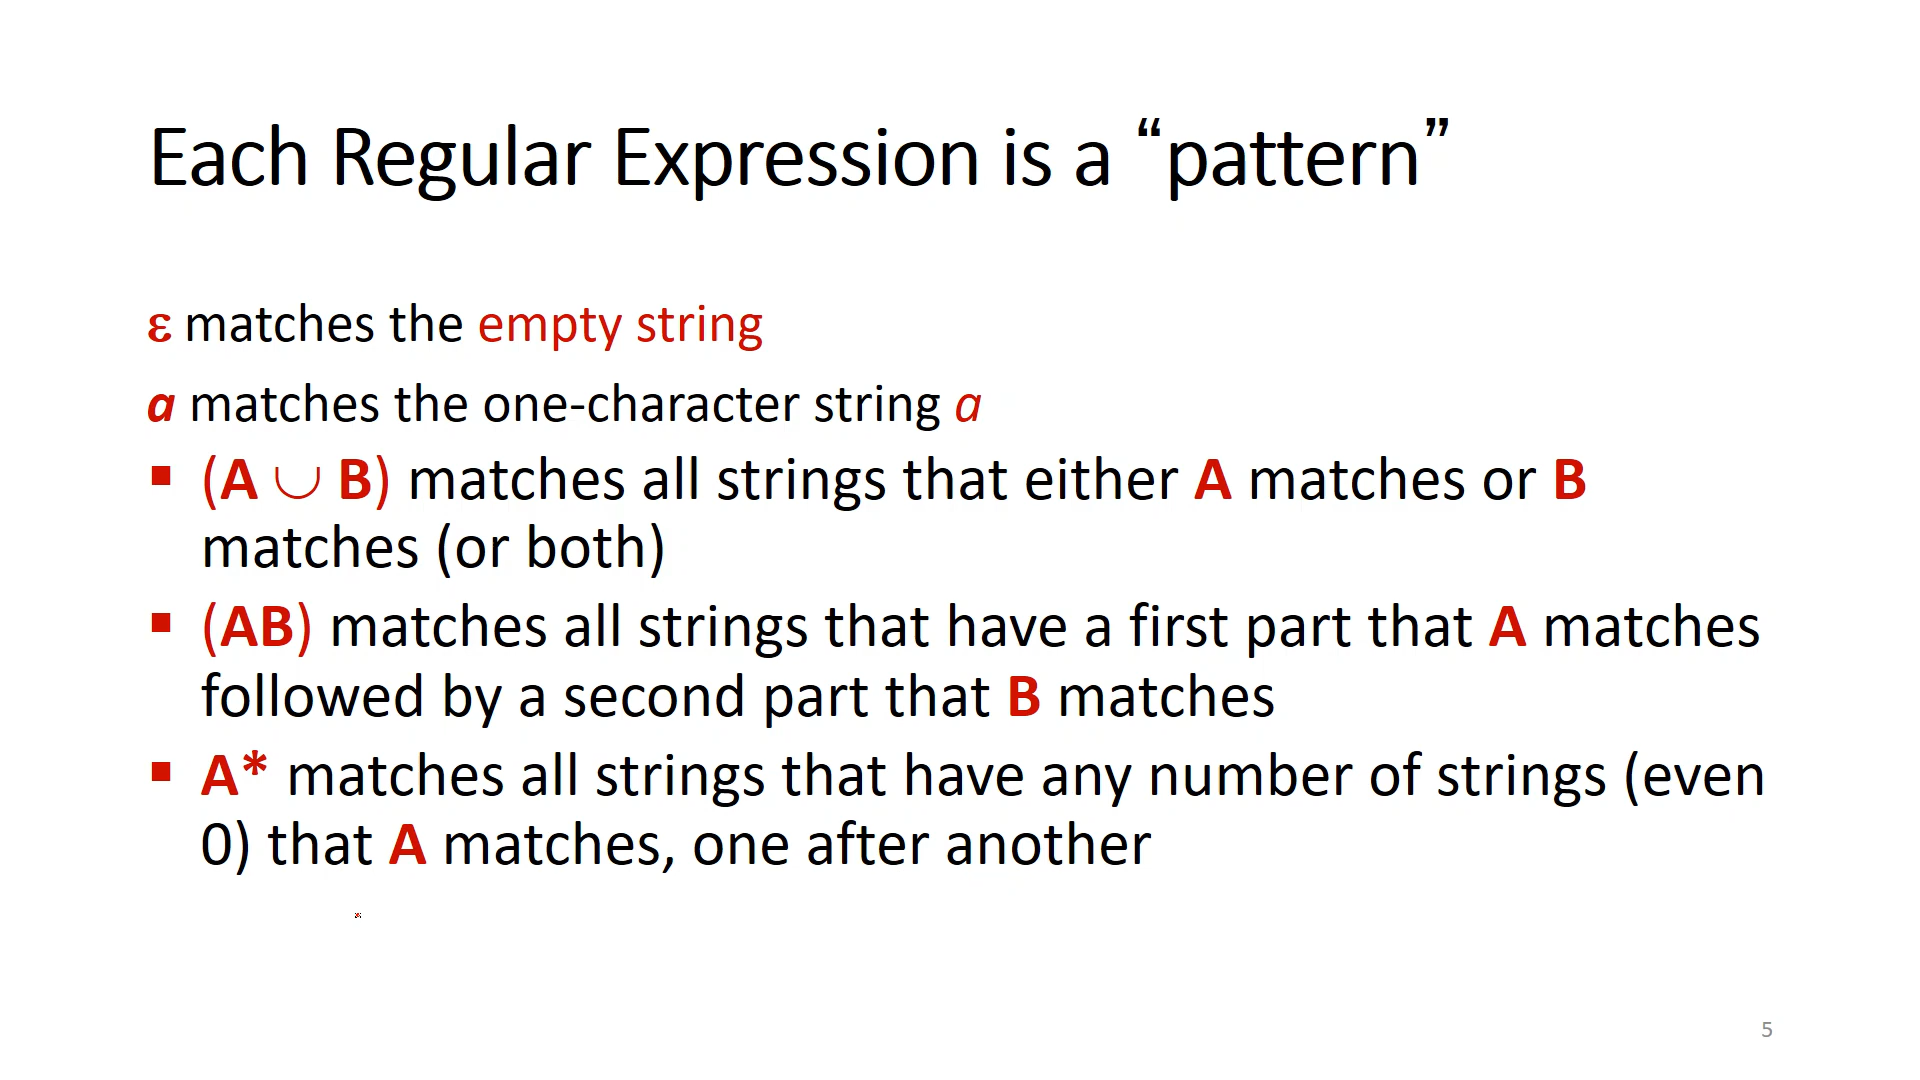 Each Regular Expression is a “pattern”
ε matches the empty string
a matches the one-character string a
▪ (A ∪ B) matches all strings that either A matches or B
matches (or both)
▪ (AB) matches all strings that have a first part that A matches
followed by a second part that B matches
▪ A* matches all strings that have any number of strings (even
0) that A matches, one after another
5